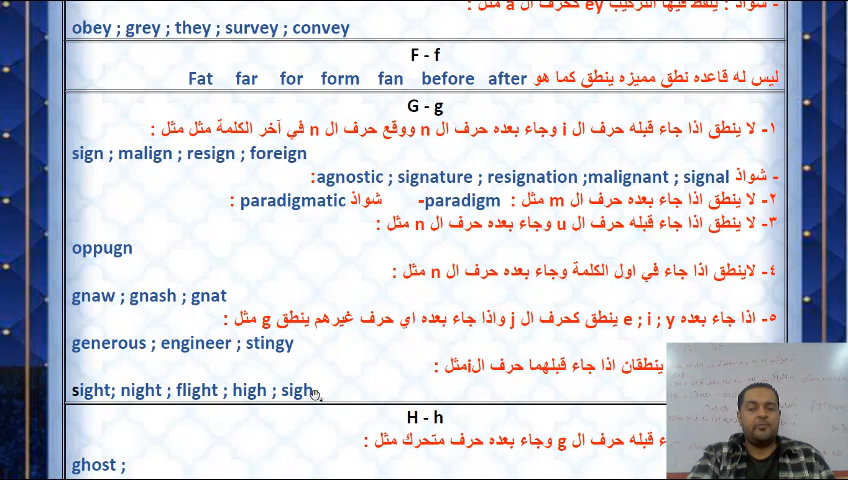 - شواذ : ينطق فيها التركيب ey كحرف ال a مثل :
obey ; grey ; they ; survey ; convey
F - f
ليس له قاعده نطق مميزه ينطق كما هو Fat far for form fan before after
G - g
١- لا ينطق اذا جاء قبله حرف ال i وجاء بعده حرف ال n ووقع حرف ال n في آخر الكلمة مثل مثل :
sign ; malign ; resign ; foreign
- شواذ agnostic ; signature ; resignation ;malignant ; signal:
٢- لا ينطق اذا جاء بعده حرف ال m مثل : paradigm- شواذ paradigmatic :
٣- لا ينطق اذا جاء قبله حرف ال u وجاء بعده حرف ال n مثل :
oppugn
٤- لاينطق اذا جاء في اول الكلمة وجاء بعده حرف ال n مثل :
gnaw ; gnash ; gnat
٥- اذا جاء بعده e ; i ; y ينطق كحرف ال j واذا جاء بعده اي حرف غيرهم ينطق g مثل :
generous ; engineer ; stingy
ينطقان اذا جاء قبلهما حرف الiمثل :
sight; night ; flight ; high ; sigh
H - h
قبله حرف ال g وجاء بعده حرف متحرك مثل :
ghost ;